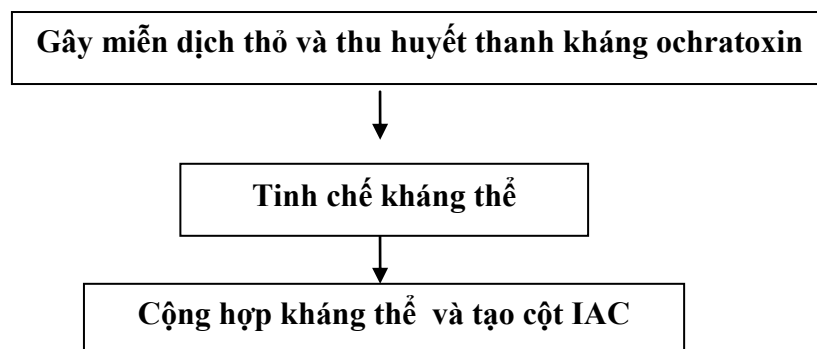 Gây miễn dịch thỏ và thu huyết thanh kháng ochratoxin
Tinh chế kháng thể
Cộng hợp kháng thể và tạo cột IAC